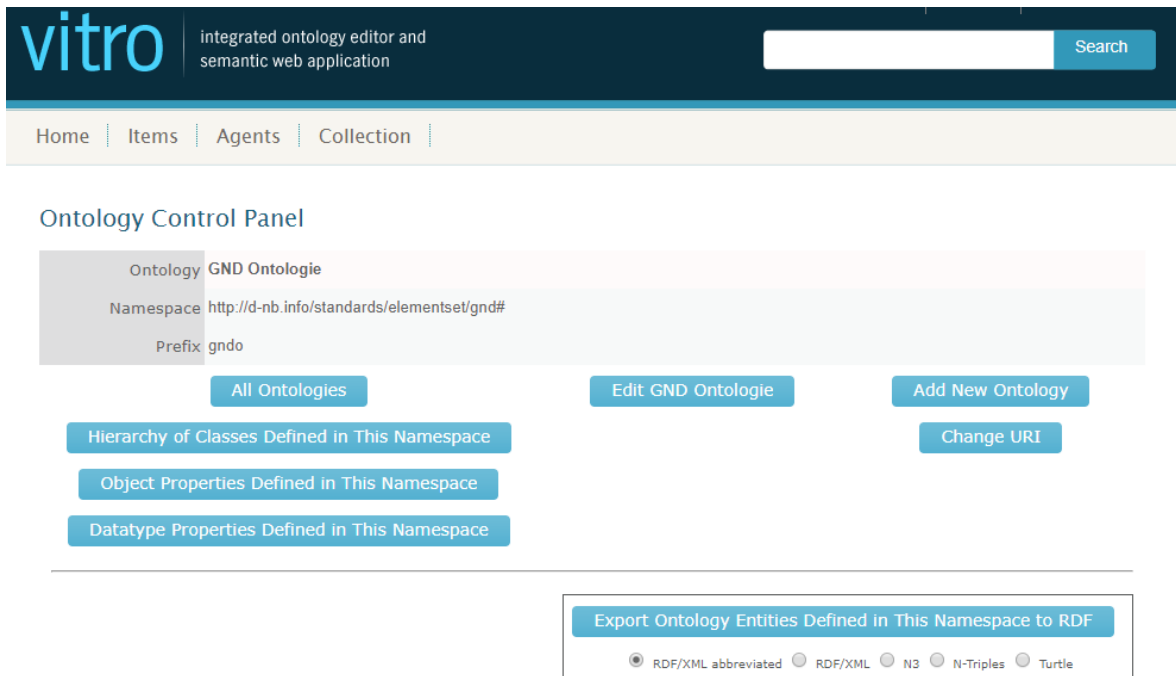 vitro
integrated ontology editor and
semantic web application
Search
Home Items Agents Collection
Ontology Control Panel
Ontology GND Ontologie
Namespace http://d-nb.info/standards/elementset/gnd#
Prefix gndo
All Ontologies Edit GND Ontologie Add New Ontology
Hierarchy of Classes Defined in This Namespace Change URI
Object Properties Defined in This Namespace
Datatype Properties Defined in This Namespace
Export Ontology Entities Defined in This Namespace to RDF
RDF/XML abbreviated RDF/XML N3 N-Triples Turtle